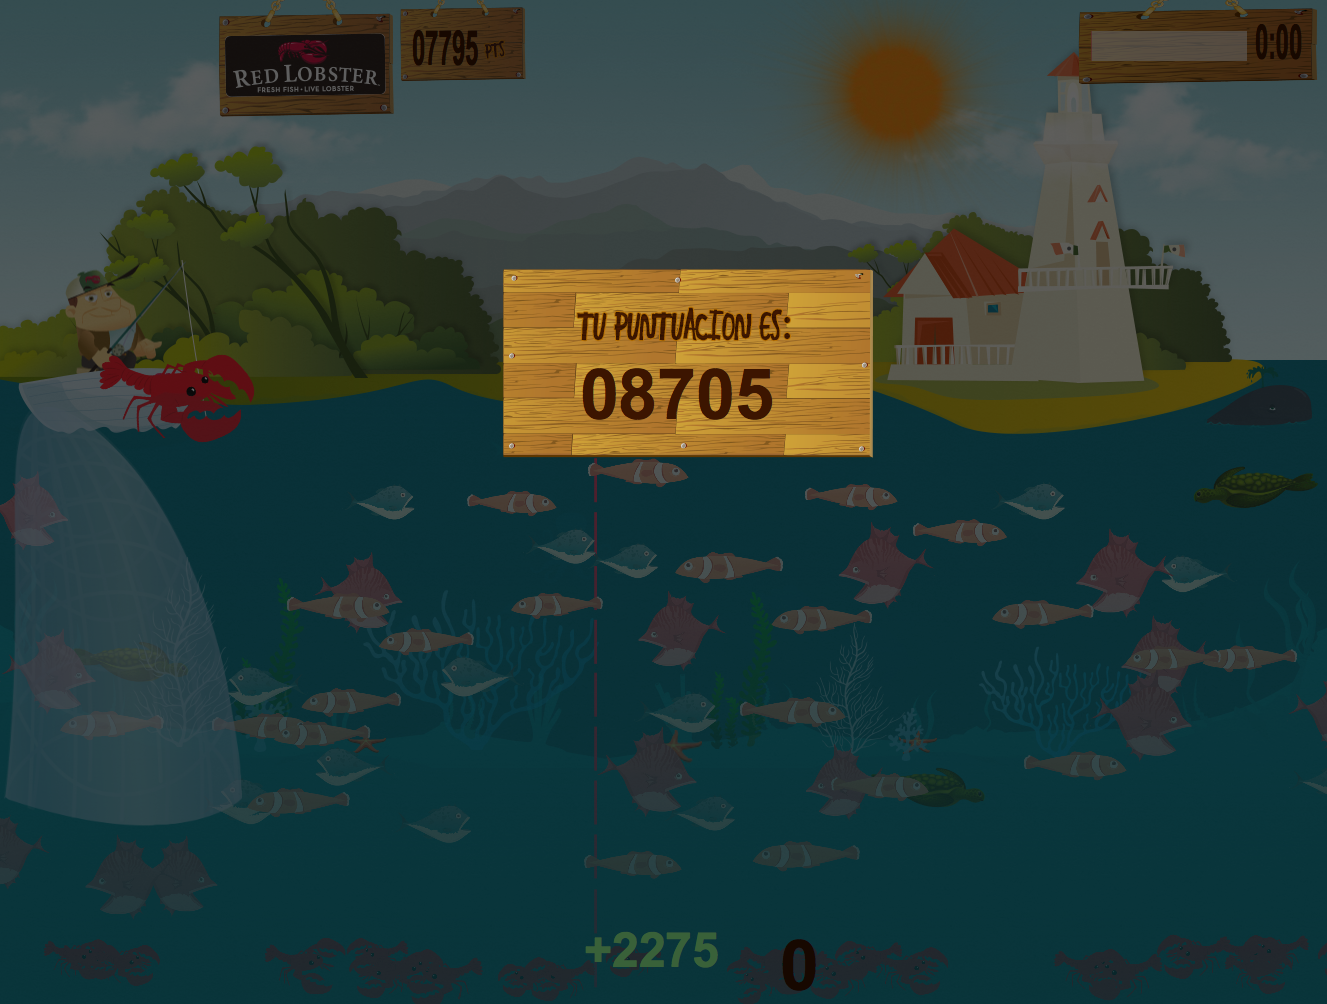 RED LOBSTER
FRESH FISH • LIVE LOBSTER
07795 PTS
0:00
TU PUNTUACION ES:
08705
+2275
0